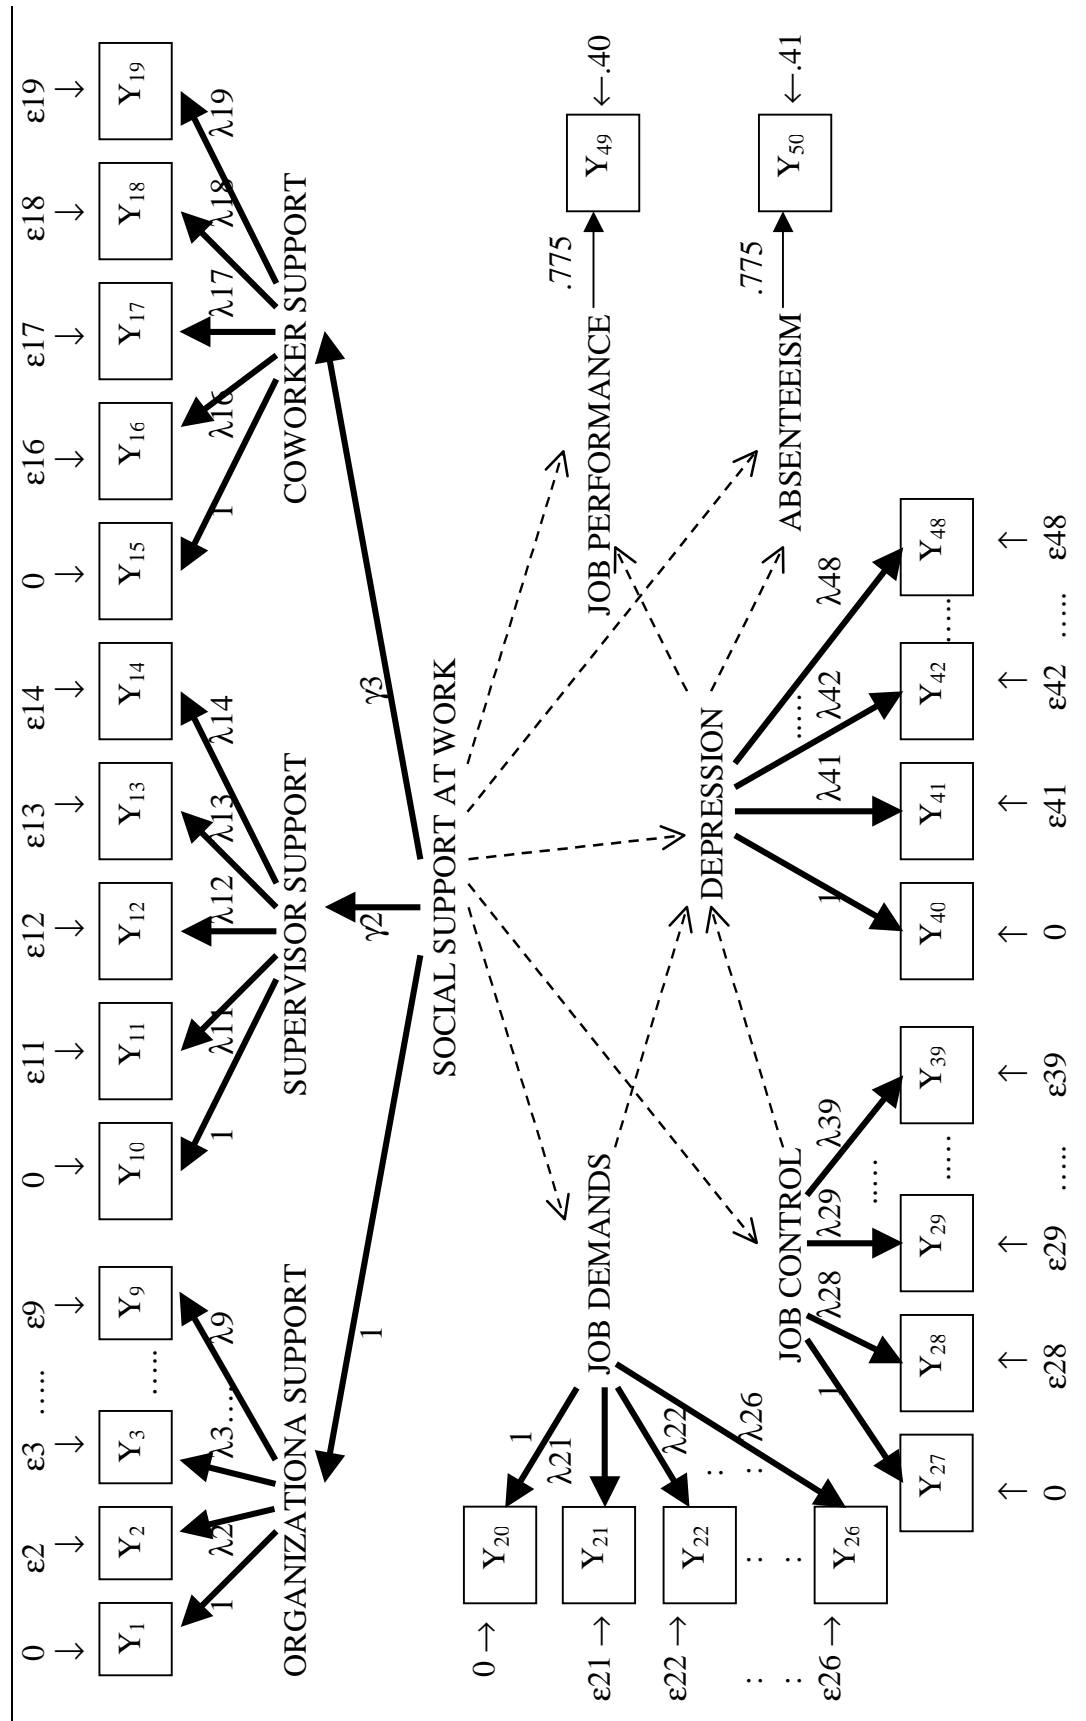 0 ε2 ε3 ..... ε9 0 ε11 ε12 ε13 ε14 0 ε16 ε17 ε18 ε19
Y1 Y2 Y3 ..... Y9 Y10 Y11 Y12 Y13 Y14 Y15 Y16 Y17 Y18 Y19
1 λ2 λ3.... λ9 1 λ11 λ12 λ13 λ14 1 λ16 λ17 λ18 λ19
ORGANIZATIONA SUPPORT SUPERVISOR SUPPORT COWORKER SUPPORT
1 γ2 γ3
SOCIAL SUPPORT AT WORK
0 Y20 1
λ21 .775
ε21 Y21 JOB DEMANDS JOB PERFORMANCE Y49 .40
ε22 Y22 λ22
DEPRESSION
λ26 .775
JOB CONTROL ABSENTEEISM Y50 .41
ε26 Y26 1 λ28 λ29 λ39 1 λ41 λ42 λ48
..... .....
Y27 Y28 Y29 ..... Y39 Y40 Y41 Y42 ..... Y48
0 ε28 ε29 ..... ε39 0 ε41 ε42 ..... ε48